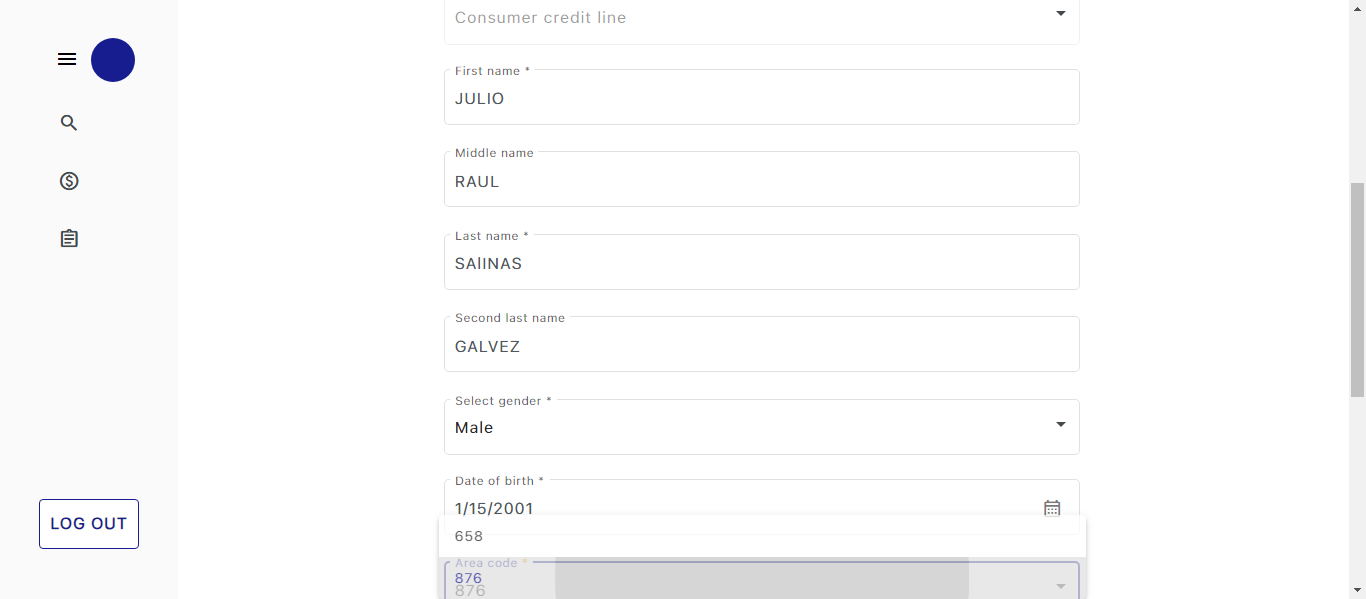 Consumer credit line
First name *
JULIO
Middle name
RAUL
Last name *
SAlINAS
Second last name
GALVEZ
Select gender *
Male
Date of birth *
1/15/2001
658
Area code *
876
876
LOG OUT